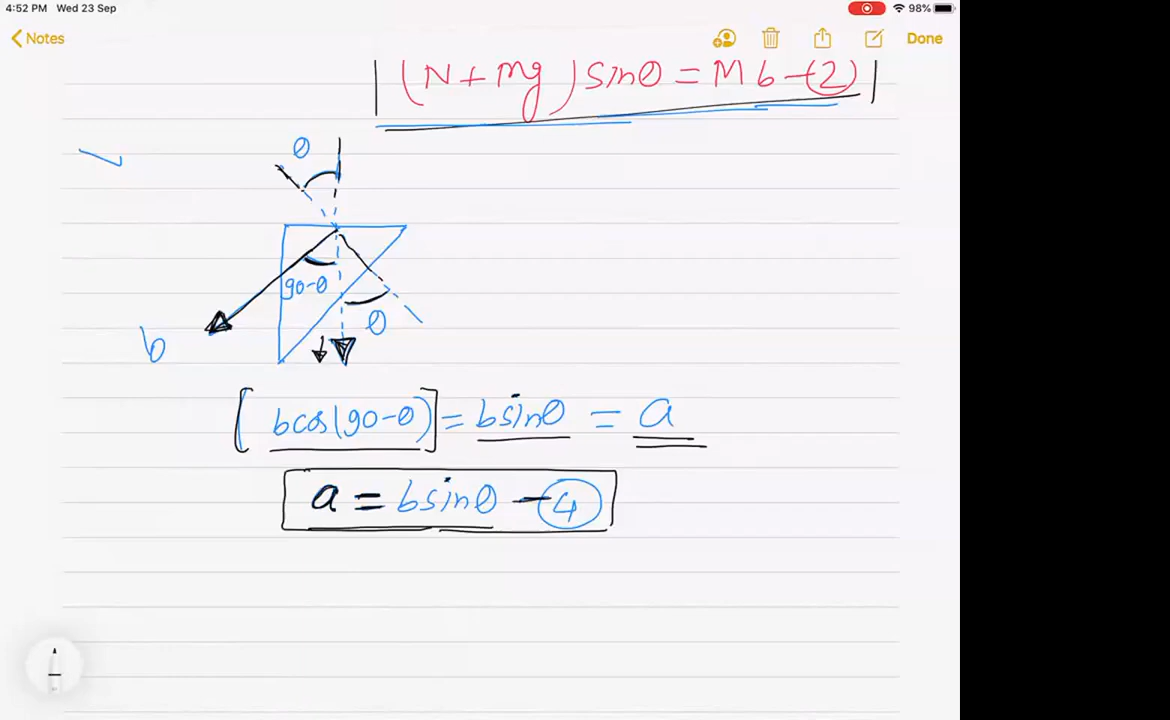 4:52 PM Wed 23 Sep
98%
Notes
Done
(N+mg) sinθ = Mb -(2)
θ
90-θ
θ
b
[bcos(90-θ)] = bsinθ = a
a = bsinθ - 4